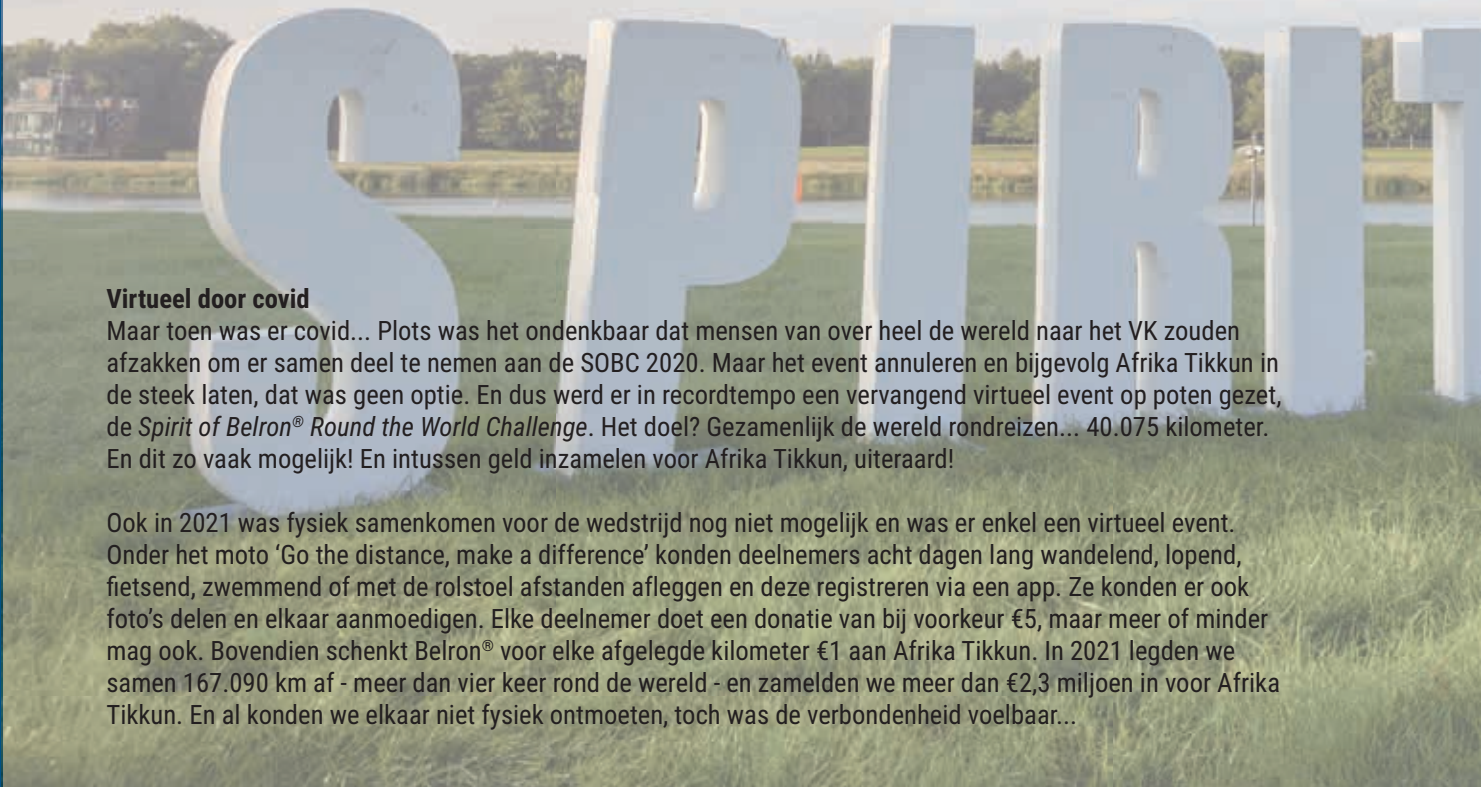 SPIRIT
Virtueel door covid
Maar toen was er covid... Plots was het ondenkbaar dat mensen van over heel de wereld naar het VK zouden
afzakken om er samen deel te nemen aan de SOBC 2020. Maar het event annuleren en bijgevolg Afrika Tikkun in
de steek laten, dat was geen optie. En dus werd er in recordtempo een vervangend virtueel event op poten gezet,
de Spirit of Belron® Round the World Challenge. Het doel? Gezamenlijk de wereld rondreizen... 40.075 kilometer.
En dit zo vaak mogelijk! En intussen geld inzamelen voor Afrika Tikkun, uiteraard!
Ook in 2021 was fysiek samenkomen voor de wedstrijd nog niet mogelijk en was er enkel een virtueel event.
Onder het moto ‘Go the distance, make a difference’ konden deelnemers acht dagen lang wandelend, lopend,
fietsend, zwemmend of met de rolstoel afstanden afleggen en deze registreren via een app. Ze konden er ook
foto’s delen en elkaar aanmoedigen. Elke deelnemer doet een donatie van bij voorkeur €5, maar meer of minder
mag ook. Bovendien schenkt Belron® voor elke afgelegde kilometer €1 aan Afrika Tikkun. In 2021 legden we
samen 167.090 km af - meer dan vier keer rond de wereld - en zamelden we meer dan €2,3 miljoen in voor Afrika
Tikkun. En al konden we elkaar niet fysiek ontmoeten, toch was de verbondenheid voelbaar...